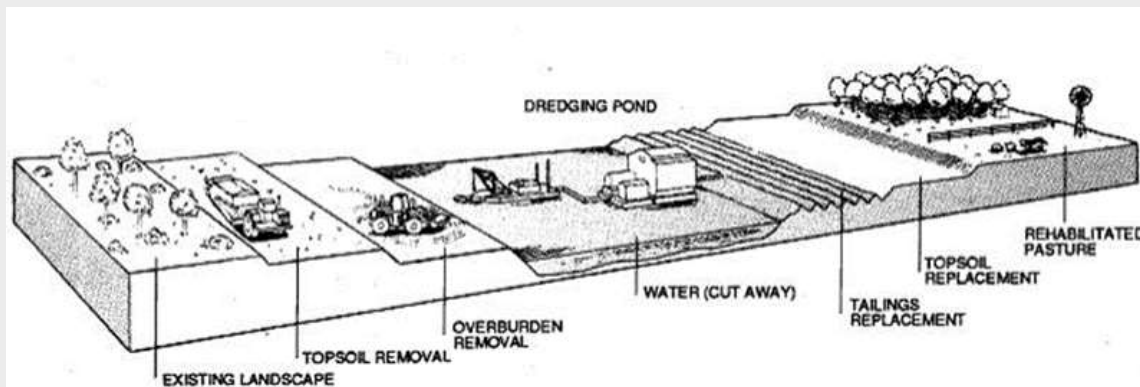 DREDGING POND
REHABILITATED
PASTURE
TOPSOIL
REPLACEMENT
TAILINGS
REPLACEMENT
WATER (CUT AWAY)
OVERBURDEN
REMOVAL
TOPSOIL REMOVAL
EXISTING LANDSCAPE